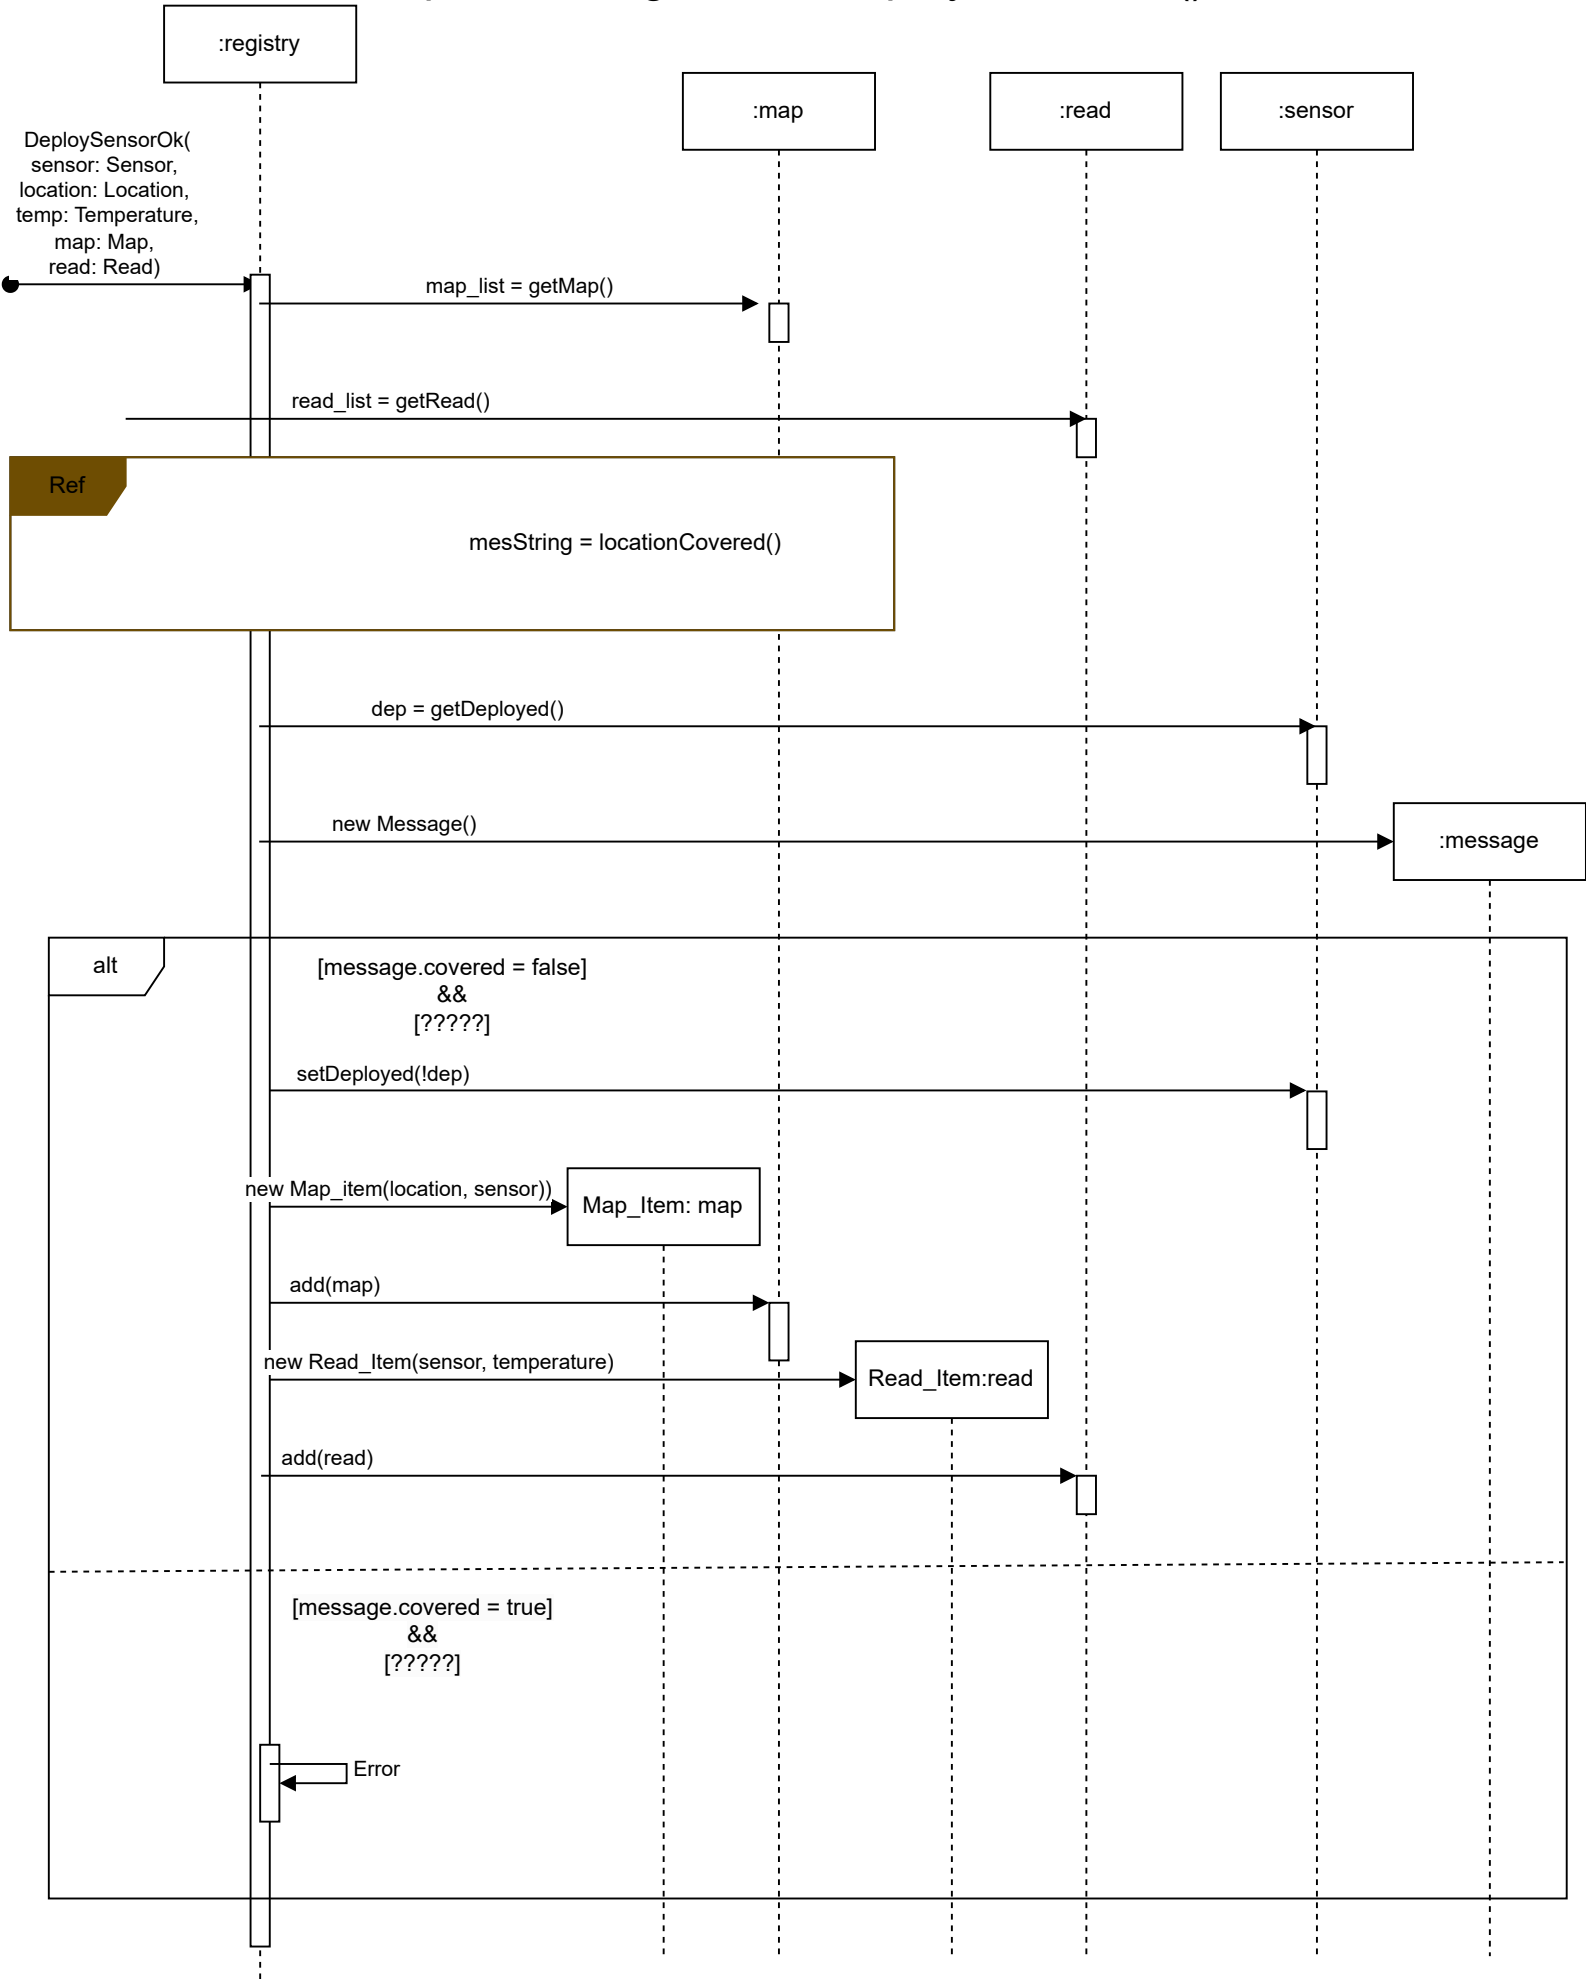 :registry
:map
:read
:sensor
DeploySensorOk(
sensor: Sensor,
location: Location,
temp: Temperature,
map: Map,
read: Read)
map_list = getMap()
read_list = getRead()
Ref
mesString = locationCovered()
dep = getDeployed()
new Message()
:message
alt
[message.covered = false]
&&
[?????]
setDeployed(!dep)
new Map_item(location, sensor))
Map_Item: map
add(map)
new Read_Item(sensor, temperature)
Read_Item:read
add(read)
[message.covered = true]
&&
[?????]
Error